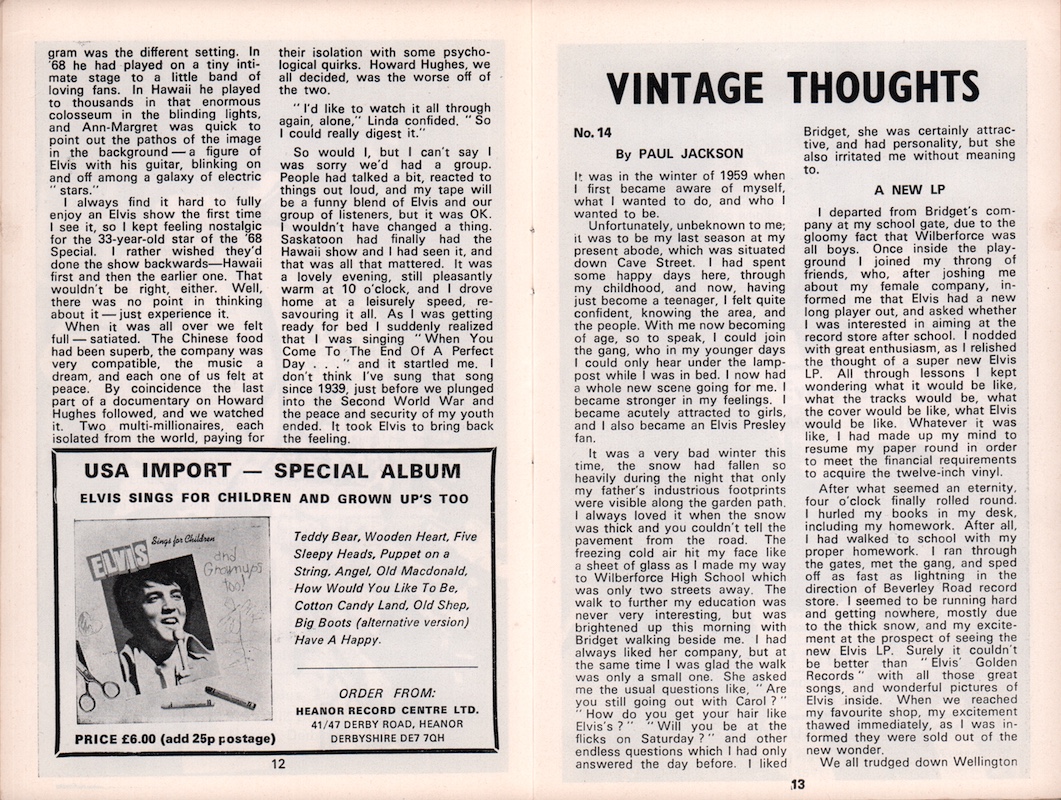 gram was the different setting. In
'68 he had played on a tiny inti-
mate stage to a little band of
loving fans. In Hawaii he played
to thousands in that enormous
colosseum in the blinding lights,
and Ann-Margret was quick to
point out the pathos of the image
in the background — a figure of
Elvis with his guitar, blinking on
and off among a galaxy of electric
"stars."
I always find it hard to fully
enjoy an Elvis show the first time
I see it, so I kept feeling nostalgic
for the 33-year-old star of the '68
Special. I rather wished they'd
done the show backwards—Hawaii
first and then the earlier one. That
wouldn't be right, either. Well,
there was no point in thinking
about it — just experience it.
When it was all over we felt
full — satiated. The Chinese food
had been superb, the company was
very compatible, the music a
dream, and each one of us felt at
peace. By coincidence the last
part of a documentary on Howard
Hughes followed, and we watched
it. Two multi-millionaires, each
isolated from the world, paying for
their isolation with some psycho-
logical quirks. Howard Hughes, we
all decided, was the worse off of
the two.
"I'd like to watch it all through
again, alone," Linda confided. "So
I could really digest it."
So would I, but I can't say I
was sorry we'd had a group.
People had talked a bit, reacted to
things out loud, and my tape will
be a funny blend of Elvis and our
group of listeners, but it was OK.
I wouldn't have changed a thing.
Saskatoon had finally had the
Hawaii show and I had seen it, and
that was all that mattered. It was
a lovely evening, still pleasantly
warm at 10 o'clock, and I drove
home at a leisurely speed, re-
savouring it all. As I was getting
ready for bed I suddenly realized
that I was singing "When You
Come To The End Of A Perfect
Day . . ." and it startled me. I
don't think I've sung that song
since 1939, just before we plunged
into the Second World War and
the peace and security of my youth
ended. It took Elvis to bring back
the feeling.
USA IMPORT — SPECIAL ALBUM
ELVIS SINGS FOR CHILDREN AND GROWN UP'S TOO
ELVIS
Sings for Children
and
Grownups
too!
Teddy Bear, Wooden Heart, Five
Sleepy Heads, Puppet on a
String, Angel, Old Macdonald,
How Would You Like To Be,
Cotton Candy Land, Old Shep,
Big Boots (alternative version)
Have A Happy.
ORDER FROM:
HEANOR RECORD CENTRE LTD.
41/47 DERBY ROAD, HEANOR
DERBYSHIRE DE7 7QH
PRICE £6.00 (add 25p postage)
12
VINTAGE THOUGHTS
No. 14
By PAUL JACKSON
It was in the winter of 1959 when
I first became aware of myself,
what I wanted to do, and who I
wanted to be.
Unfortunately, unbeknown to me;
it was to be my last season at my
present abode, which was situated
down Cave Street. I had spent
some happy days here, through
my childhood, and now, having
just become a teenager, I felt quite
confident, knowing the area, and
the people. With me now becoming
of age, so to speak, I could join
the gang, who in my younger days
I could only hear under the lamp-
post while I was in bed. I now had
a whole new scene going for me. I
became stronger in my feelings. I
became acutely attracted to girls,
and I also became an Elvis Presley
fan.
It was a very bad winter this
time, the snow had fallen so
heavily during the night that only
my father's industrious footprints
were visible along the garden path.
I always loved it when the snow
was thick and you couldn't tell the
pavement from the road. The
freezing cold air hit my face like
a sheet of glass as I made my way
to Wilberforce High School which
was only two streets away. The
walk to further my education was
never very interesting, but was
brightened up this morning with
Bridget walking beside me. I had
always liked her company, but at
the same time I was glad the walk
was only a small one. She asked
me the usual questions like, "Are
you still going out with Carol?"
"How do you get your hair like
Elvis's?" "Will you be at the
flicks on Saturday?" and other
endless questions which I had only
answered the day before. I liked
Bridget, she was certainly attrac-
tive, and had personality, but she
also irritated me without meaning
to.
A NEW LP
I departed from Bridget's com-
pany at my school gate, due to the
gloomy fact that Wilberforce was
all boys. Once inside the play-
ground I joined my throng of
friends, who, after joshing me
about my female company, in-
formed me that Elvis had a new
long player out, and asked whether
I was interested in aiming at the
record store after school. I nodded
with great enthusiasm, as I relished
the thought of a super new Elvis
LP. All through lessons I kept
wondering what it would be like,
what the tracks would be, what
the cover would be like, what Elvis
would be like. Whatever it was
like, I had made up my mind to
resume my paper round in order
to meet the financial requirements
to acquire the twelve-inch vinyl.
After what seemed an eternity,
four o'clock finally rolled round.
I hurled my books in my desk,
including my homework. After all,
I had walked to school with my
proper homework. I ran through
the gates, met the gang, and sped
off as fast as lightning in the
direction of Beverley Road record
store. I seemed to be running hard
and getting nowhere, mostly due
to the thick snow, and my excite-
ment at the prospect of seeing the
new Elvis LP. Surely it couldn't
be better than "Elvis' Golden
Records" with all those great
songs, and wonderful pictures of
Elvis inside. When we reached
my favourite shop, my excitement
thawed immediately, as I was in-
formed they were sold out of the
new wonder.
We all trudged down Wellington
13